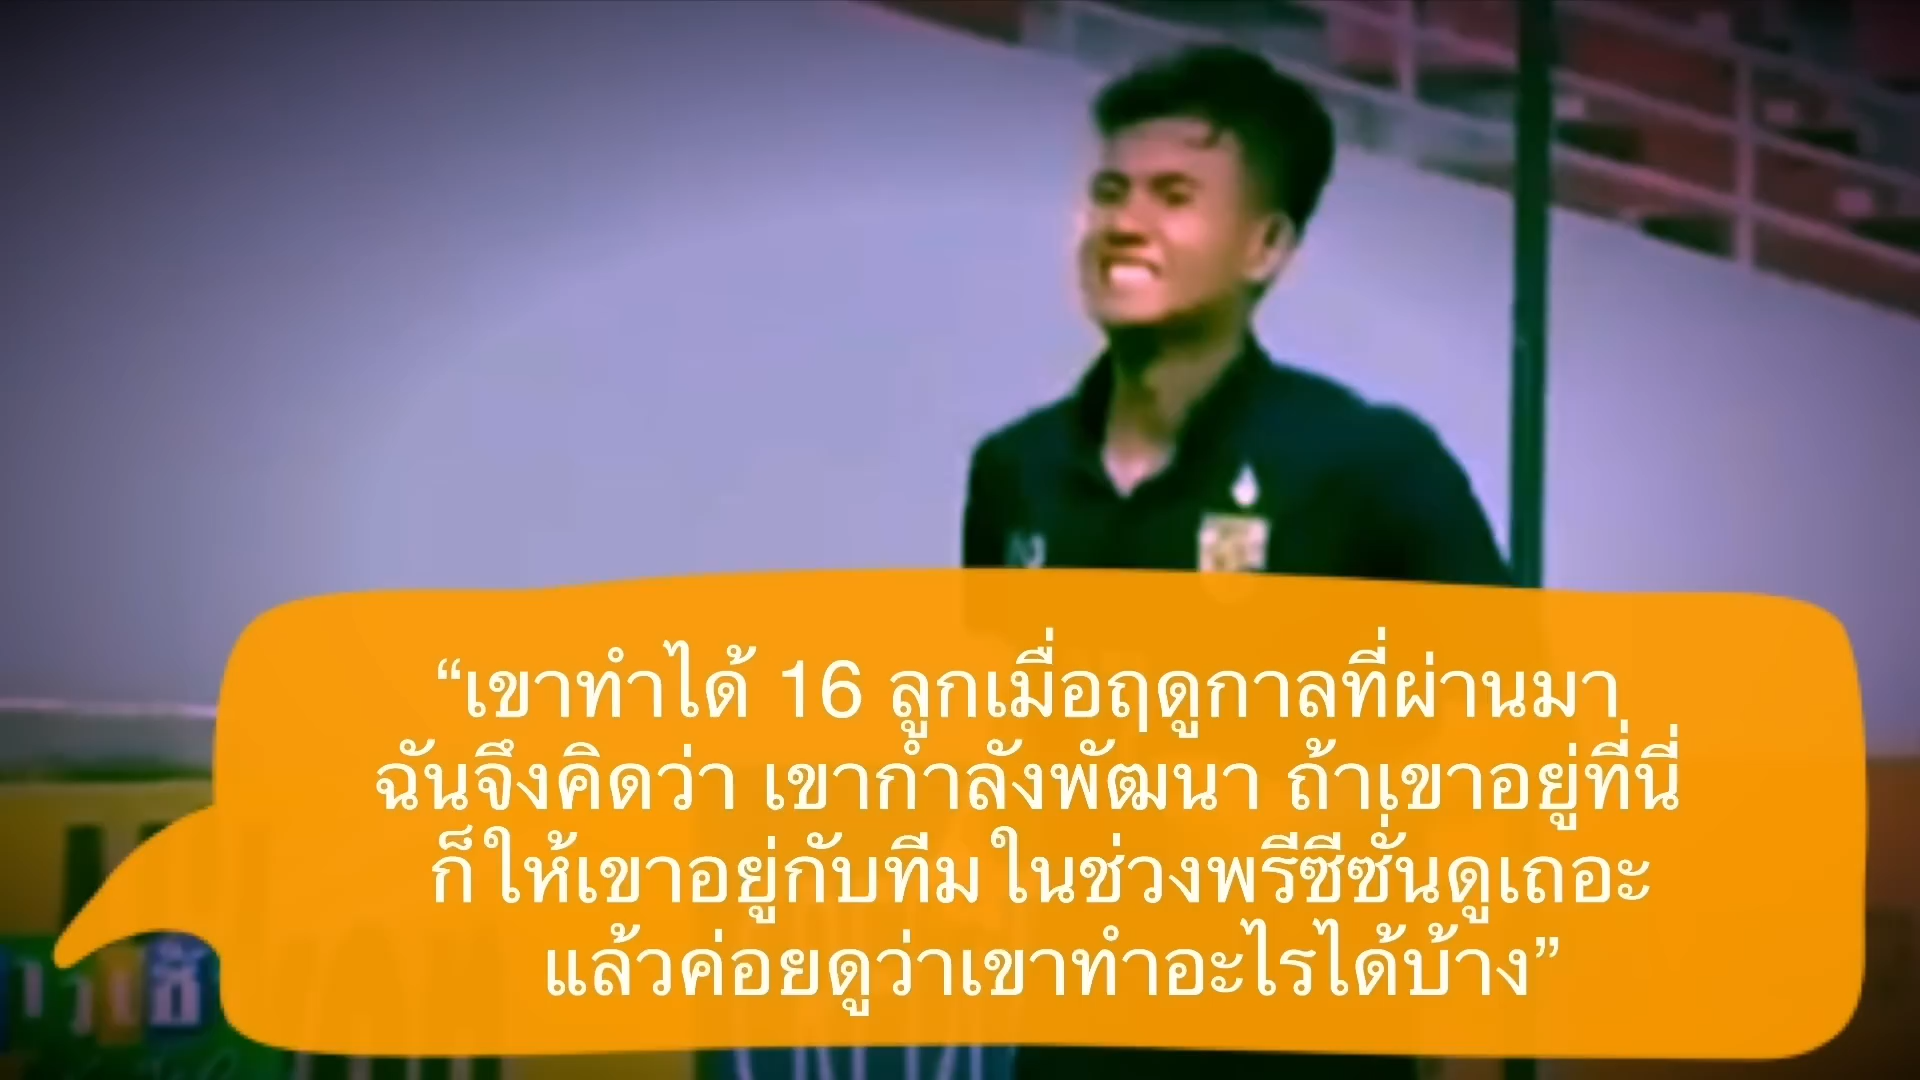 “เขาทำได้ 16 ลูกเมื่อฤดูกาลที่ผ่านมา
ฉันจึงคิดว่า เขากำลังพัฒนา ถ้าเขาอยู่ที่นี่
ก็ให้เขาอยู่กับทีมในช่วงพรีซีซั่นดูเถอะ
แล้วค่อยดูว่าเขาทำอะไรได้บ้าง”